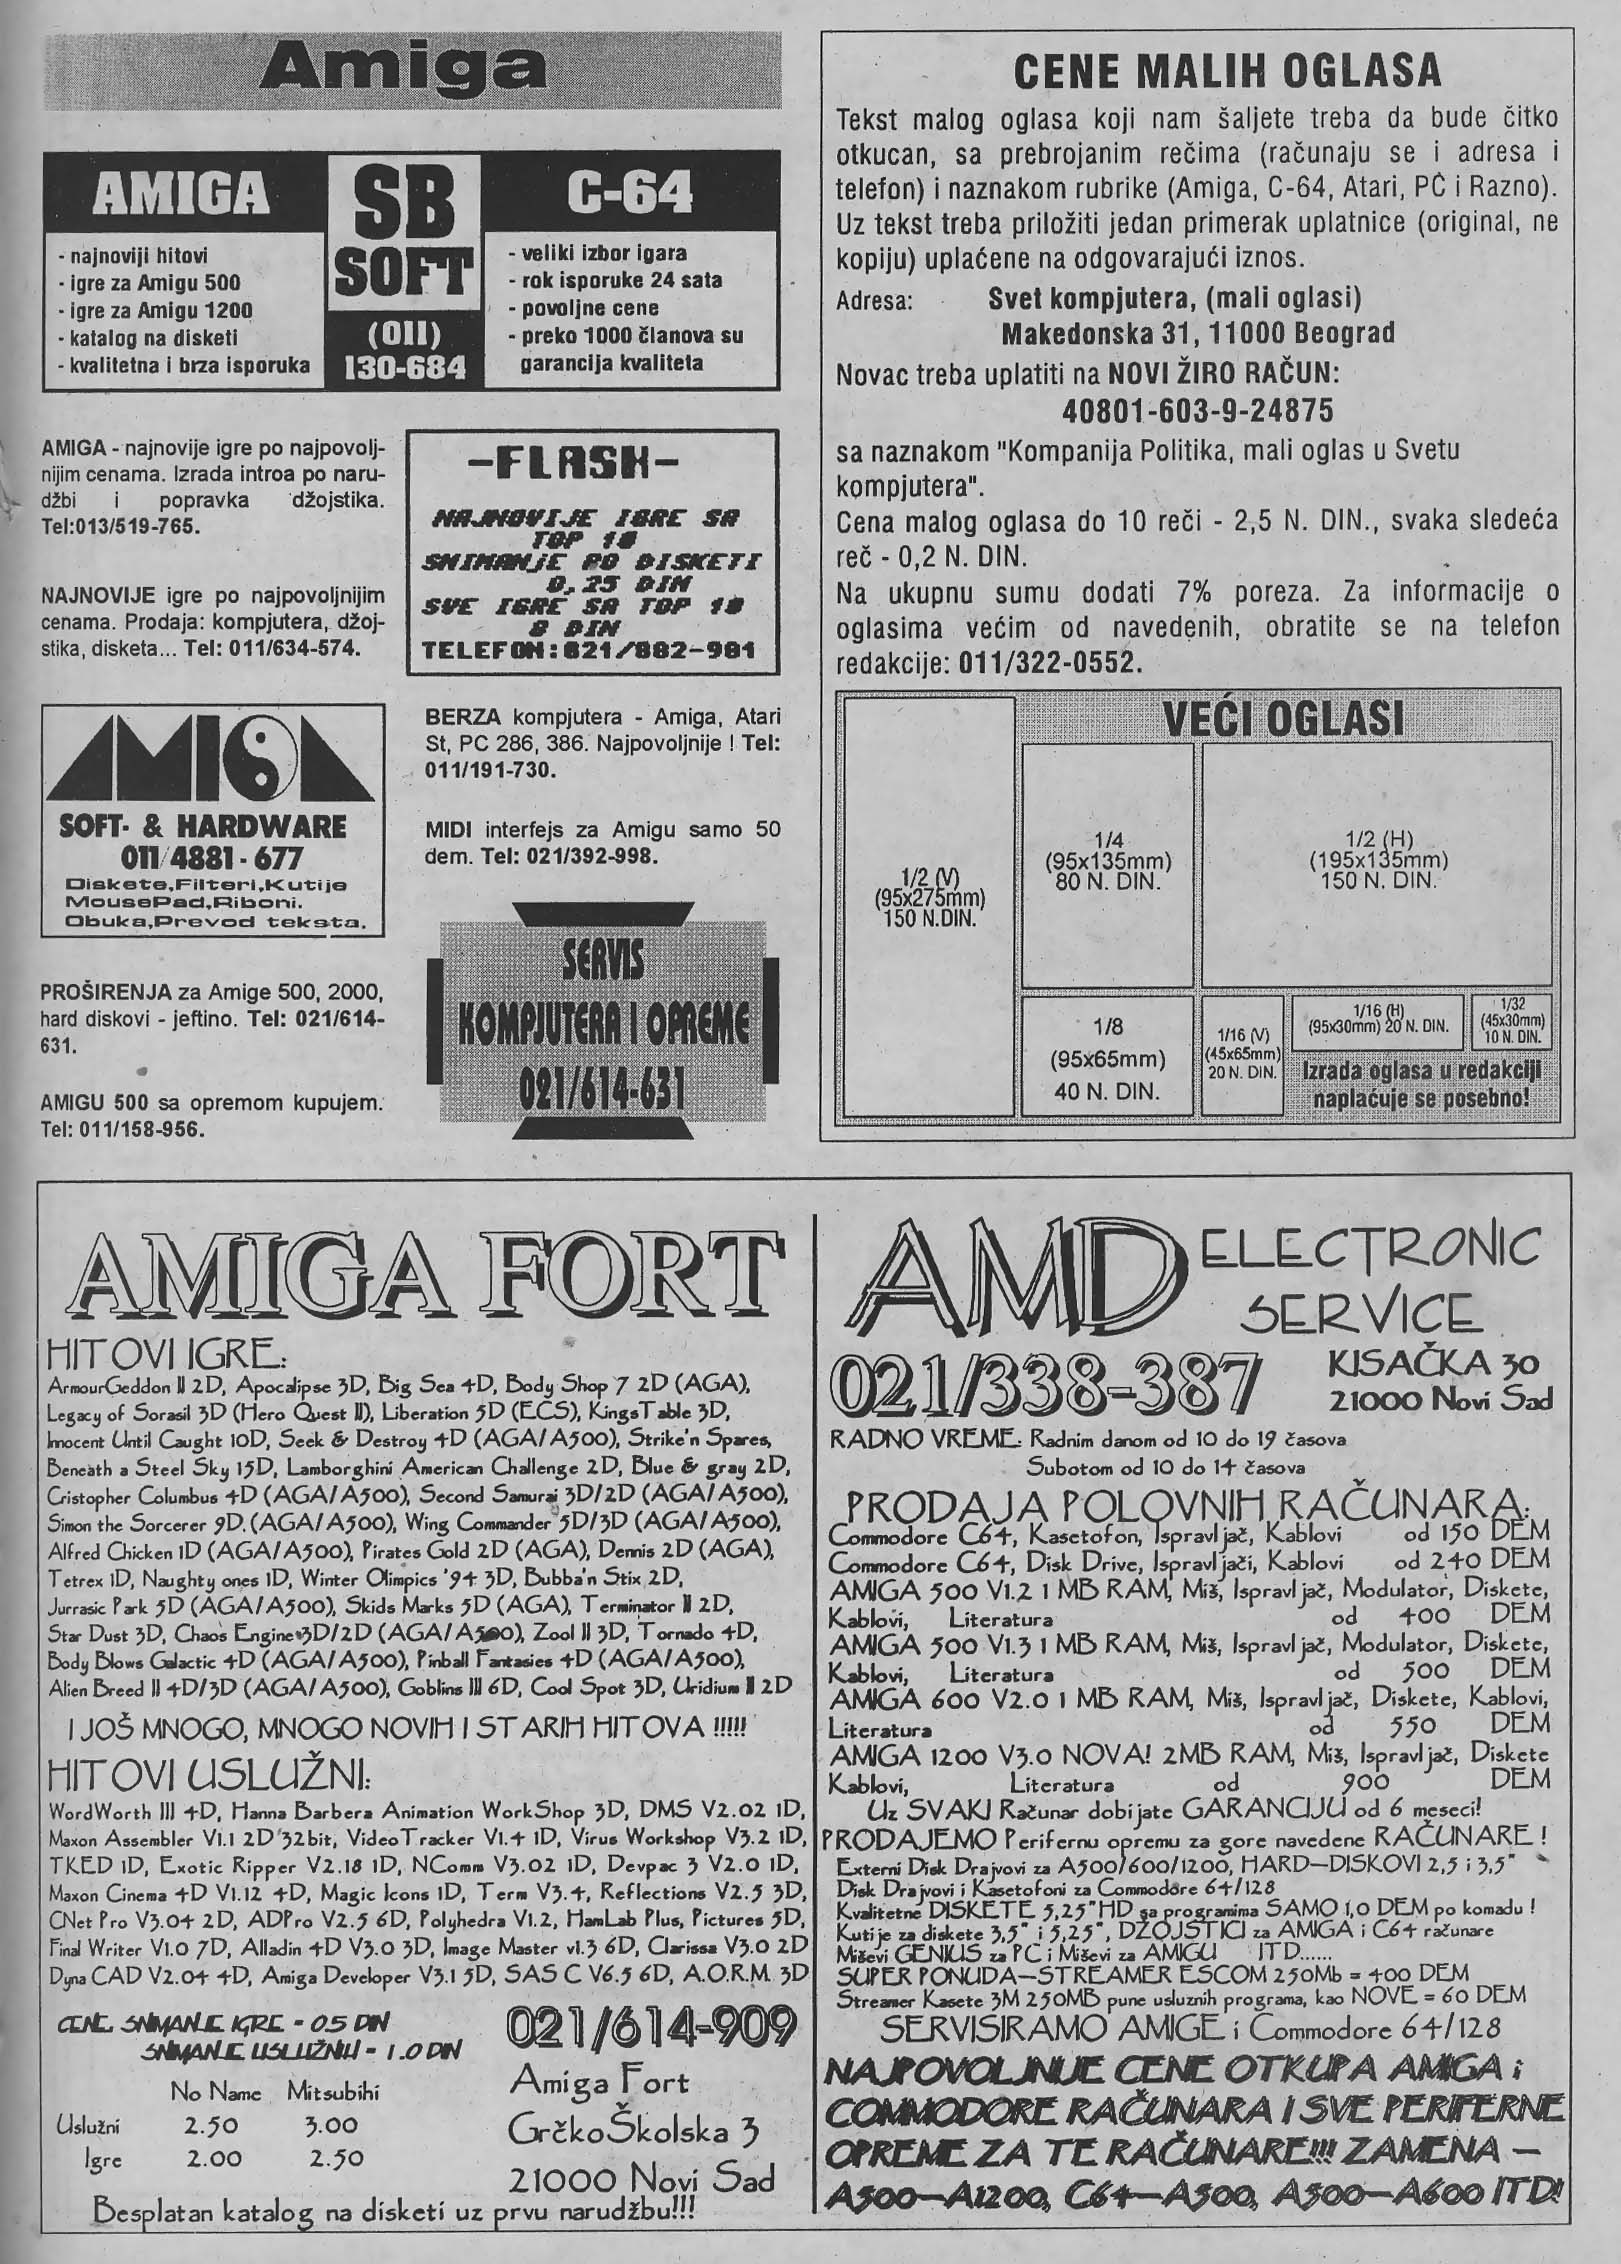 Amiga
AMIGA
- najnoviji hitovi
- igre za Amigu 500
- igre za Amigu 1200
- katalog na disketi
- kvalitetna i brza isporuka
SB
SOFT
(011)
130-684
C-64
- veliki izbor igara
- rok isporuke 24 sata
- povoljne cene
- preko 1000 članova su
garancija kvaliteta
AMIGA - najnovije igre po najpovolj-
nijim cenama. Izrada introa po naru-
džbi i popravka džojstika.
Tel:013/519-765.
NAJNOVIJE igre po najpovoljnijim
cenama. Prodaja: kompjutera, džoj-
stika, disketa... Tel: 011/634-574.
AMIGA
SOFT- & HARDWARE
011/4881-677
Diskete,Filteri,Kutije
MousePad,Riboni.
Obuka,Prevod teksta.
PROŠIRENJA za Amige 500, 2000,
hard diskovi - jeftino. Tel: 021/614-
631.
AMIGU 500 sa opremom kupujem.
Tel: 011/158-956.
-FLASH-
NAJNOVIJE IGRE SA
TOP 10
SNIMANJE PO DISKETI
0,25 DIN
SVE IGRE SA TOP 10
8 DIN
TELEFON:021/882-981
BERZA kompjutera - Amiga, Atari
St, PC 286, 386. Najpovoljnije ! Tel:
011/191-730.
MIDI interfejs za Amigu samo 50
dem. Tel: 021/392-998.
SERVIS
KOMPJUTERA I OPREME
021/614-631
CENE MALIH OGLASA
Tekst malog oglasa koji nam šaljete treba da bude čitko
otkucan, sa prebrojanim rečima (računaju se i adresa i
telefon) i naznakom rubrike (Amiga, C-64, Atari, PC i Razno).
Uz tekst treba priložiti jedan primerak uplatnice (original, ne
kopiju) uplaćene na odgovarajući iznos.
Adresa: Svet kompjutera, (mali oglasi)
Makedonska 31, 11000 Beograd
Novac treba uplatiti na NOVI ŽIRO RAČUN:
40801-603-9-24875
sa naznakom "Kompanija Politika, mali oglas u Svetu
kompjutera".
Cena malog oglasa do 10 reči - 2,5 N. DIN., svaka sledeća
reč - 0,2 N. DIN.
Na ukupnu sumu dodati 7% poreza. Za informacije o
oglasima većim od navedenih, obratite se na telefon
redakcije: 011/322-0552.
VEĆI OGLASI
1/2 (V)
(95x275mm)
150 N.DIN.
1/4
(95x135mm)
80 N. DIN.
1/2 (H)
(195x135mm)
150 N. DIN.
1/8
(95x65mm)
40 N. DIN.
1/16 (V)
(45x65mm)
20 N. DIN.
1/16 (H)
(95x30mm) 20 N. DIN.
1/32
(45x30mm)
10 N. DIN.
Izrada oglasa u redakciji
naplaćuje se posebno!
AMIGA FORT
HITOVI IGRE:
ArmourGeddon II 2D, Apocalipse 3D, Big Sea 4D, Body Shop 7 2D (AGA),
Legacy of Sorasil 3D (Hero Quest II), Liberation 5D (ECS), KingsTable 3D,
Innocent Until Caught 10D, Seek & Destroy 4D (AGA/A500), Strike'n Spares,
Beneath a Steel Sky 15D, Lamborghini American Challenge 2D, Blue & gray 2D,
Cristopher Columbus 4D (AGA/A500), Second Samurai 3D/2D (AGA/A500),
Simon the Sorcerer 9D.(AGA/A500), Wing Commander 5D/3D (AGA/A500),
Alfred Chicken 1D (AGA/A500), Pirates Gold 2D (AGA), Dennis 2D (AGA),
Tetrex 1D, Naughty ones 1D, Winter Olimpics '94 3D, Bubba'n Stix 2D,
Jurrasic Park 5D (AGA/A500), Skids Marks 5D (AGA), Terminator II 2D,
Star Dust 3D, Chaos Engine 3D/2D (AGA/A500), Zool II 3D, Tornado 4D,
Body Blows Galactic 4D (AGA/A500), Pinball Fantasies 4D (AGA/A500),
Alien Breed II 4D/3D (AGA/A500), Goblins III 6D, Cool Spot 3D, Uridium II 2D
I JOŠ MNOGO, MNOGO NOVIH I STARIH HITOVA !!!!!
HITOVI USLUŽNI:
WordWorth III 4D, Hanna Barbera Animation WorkShop 3D, DMS V2.02 1D,
Maxon Assembler V1.1 2D 32bit, VideoTracker V1.4 1D, Virus Workshop V3.2 1D,
TKED 1D, Exotic Ripper V2.18 1D, NComm V3.02 1D, Devpac 3 V2.0 1D,
Maxon Cinema 4D V1.12 4D, Magic Icons 1D, Term V3.4, Reflections V2.5 3D,
CNet Pro V3.04 2D, ADPro V2.5 6D, Polyhedra V1.2, HamLab Plus, Pictures 5D,
Final Writer V1.0 7D, Alladin 4D V3.0 3D, Image Master v1.3 6D, Clarissa V3.0 2D
Dyna CAD V2.04 4D, Amiga Developer V3.1 5D, SAS C V6.5 6D, A.O.R.M. 3D
CENE SNIMANJE IGRE - 05 DIN
SNIMANJE USLUŽNIH - 1.0 DIN
No Name Mitsubihi
Uslužni 2.50 3.00
Igre 2.00 2.50
021/614-909
Amiga Fort
GrčkoŠkolska 3
21000 Novi Sad
Besplatan katalog na disketi uz prvu narudžbu!!!
AMD ELECTRONIC
SERVICE
021/338-387
KISAČKA 30
21000 Novi Sad
RADNO VREME: Radnim danom od 10 do 19 časova
Subotom od 10 do 14 časova
PRODAJA POLOVNIH RAČUNARA:
Commodore C64, Kasetofon, Ispravljač, Kablovi od 150 DEM
Commodore C64, Disk Drive, Ispravljači, Kablovi od 240 DEM
AMIGA 500 V1.2 1 MB RAM, Miš, Ispravljač, Modulator, Diskete,
Kablovi, Literatura od 400 DEM
AMIGA 500 V1.3 1 MB RAM, Miš, Ispravljač, Modulator, Diskete,
Kablovi, Literatura od 500 DEM
AMIGA 600 V2.0 1 MB RAM, Miš, Ispravljač, Diskete, Kablovi,
Literatura od 550 DEM
AMIGA 1200 V3.0 NOVA! 2MB RAM, Miš, Ispravljač, Diskete
Kablovi, Literatura od 900 DEM
Uz SVAKI Računar dobijate GARANCIJU od 6 meseci!
PRODAJEMO Perifernu opremu za gore navedene RAČUNARE !
Externi Disk Drajvovi za A500/600/1200, HARD-DISKOVI 2,5 i 3,5"
Disk Drajvovi i Kasetofoni za Commodore 64/128
Kvalitetne DISKETE 5,25"HD sa programima SAMO 1,0 DEM po komadu !
Kutije za diskete 3,5" i 5,25", DŽOJSTICI za AMIGA i C64 računare
Miševi GENIUS za PC i Miševi za AMIGU ITD......
SUPER PONUDA-STREAMER ESCOM 250Mb = 400 DEM
Streamer Kasete 3M 250MB pune usluznih programa, kao NOVE = 60 DEM
SERVISIRAMO AMIGE i Commodore 64/128
NAJPOVOLJNIJE CENE OTKUPA AMIGA i
COMMODORE RAČUNARA I SVE PERIFERNE
OPREME ZA TE RAČUNARE!!! ZAMENA -
A500-A1200, C64-A500, A500-A600 ITD!